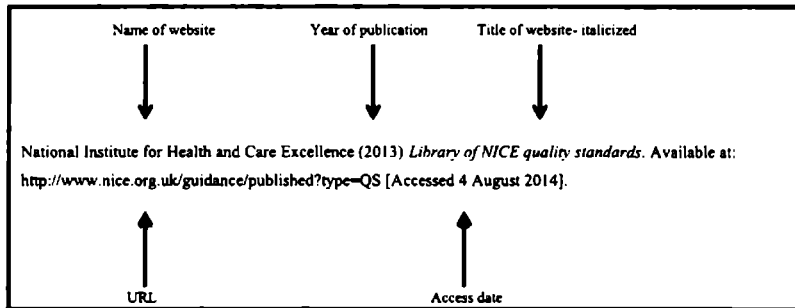 Name of website Year of publication Title of website- italicized
National Institute for Health and Care Excellence (2013) Library of NICE quality standards. Available at:
http://www.nice.org.uk/guidance/published?type=QS [Accessed 4 August 2014].
URL Access date